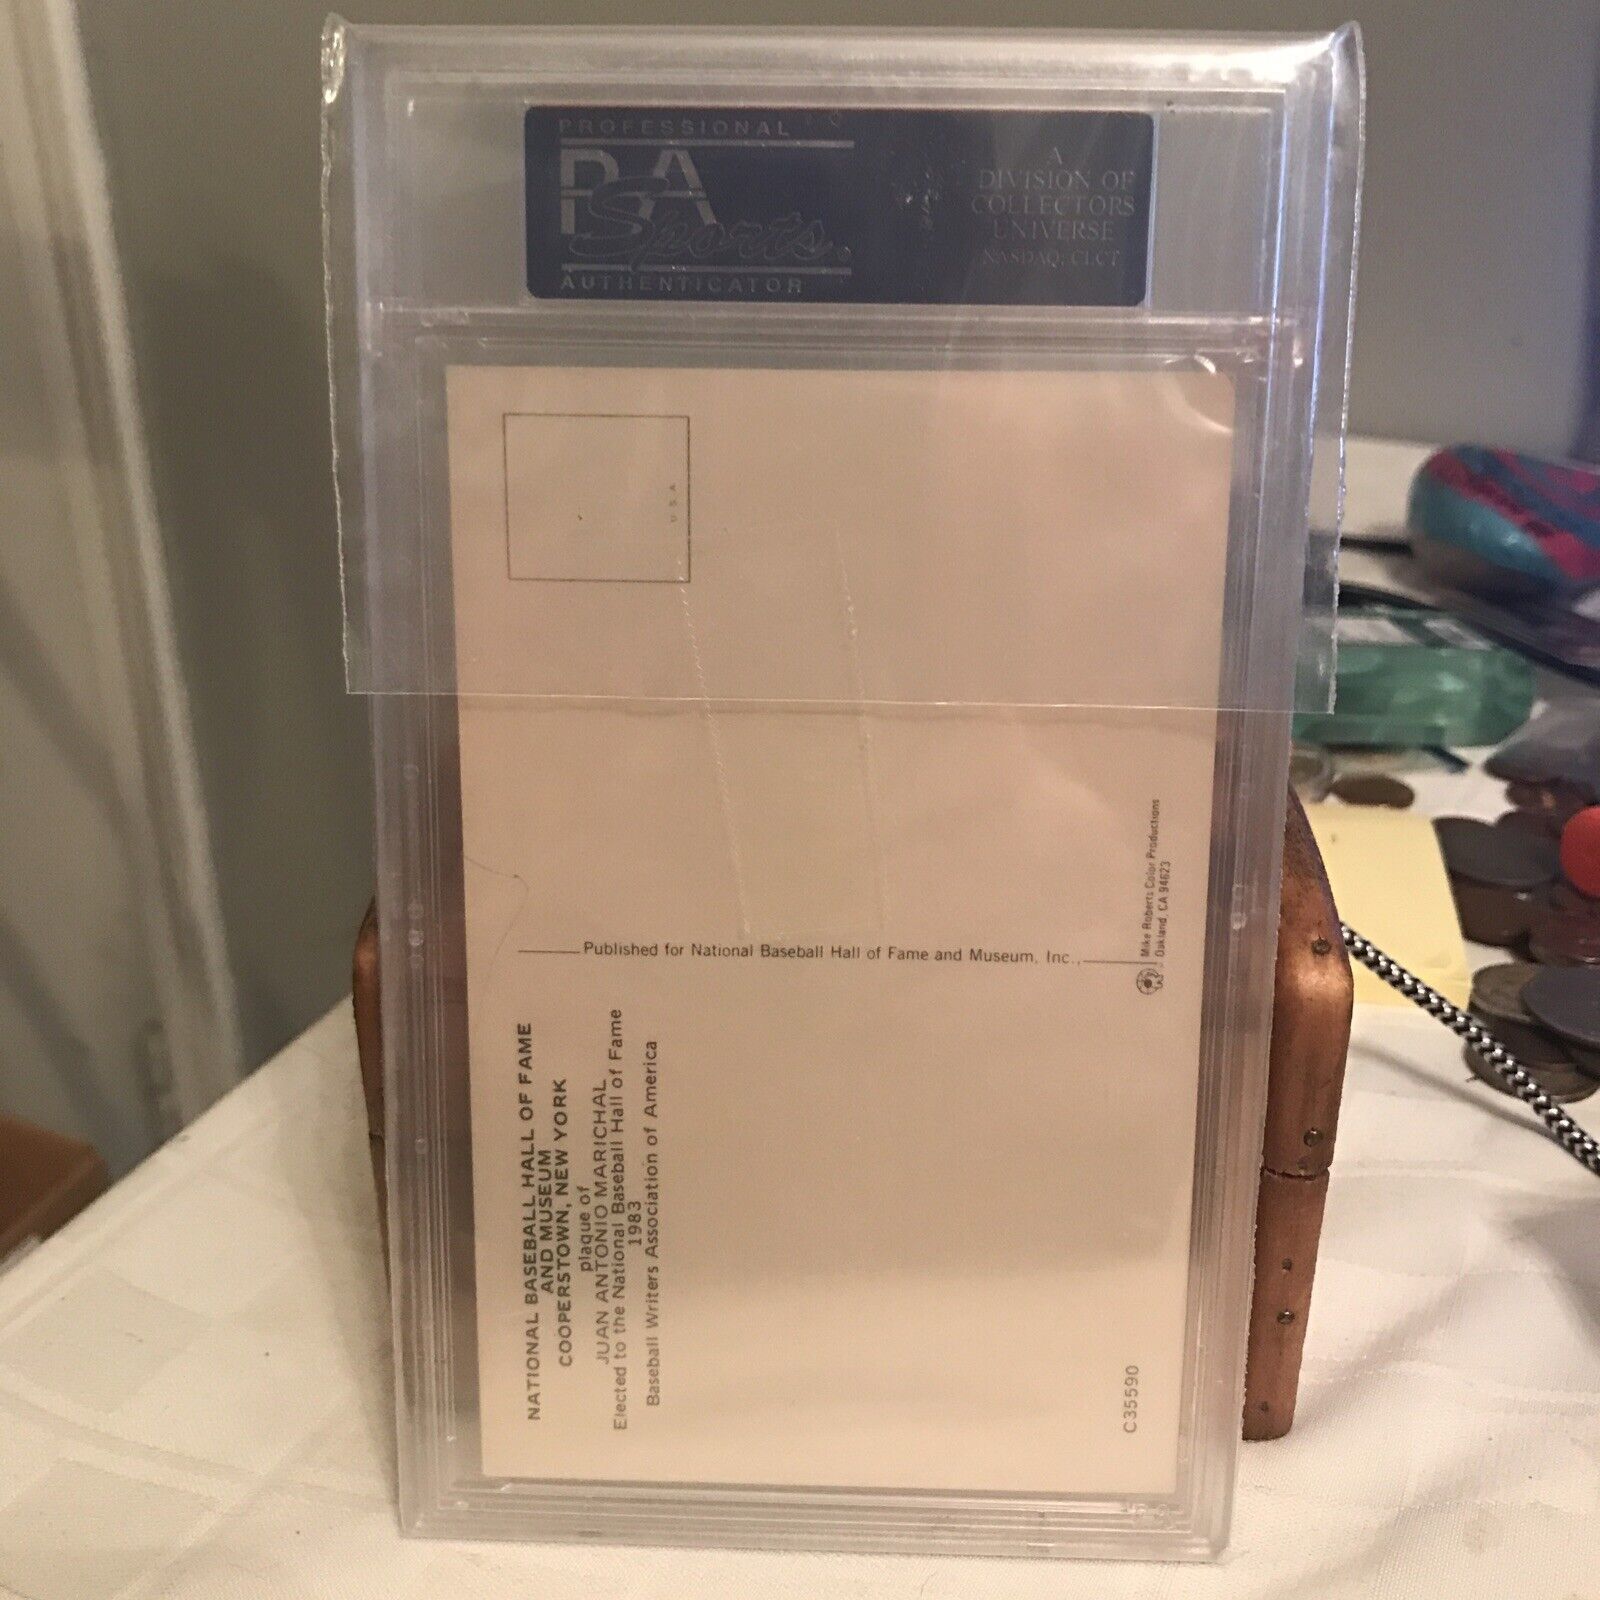 PROFESSIONAL
PSA
Sports
AUTHENTICATOR
A
DIVISION OF
COLLECTORS
UNIVERSE
NASDAQ: CLCT
U.S.A.
NATIONAL BASEBALL HALL OF FAME
AND MUSEUM
COOPERSTOWN, NEW YORK
plaque of
JUAN ANTONIO MARICHAL
Elected to the National Baseball Hall of Fame
1983
Baseball Writers Association of America
Published for National Baseball Hall of Fame and Museum, Inc.,
Mike Roberts Color Productions
Oakland, CA 94623
C35590